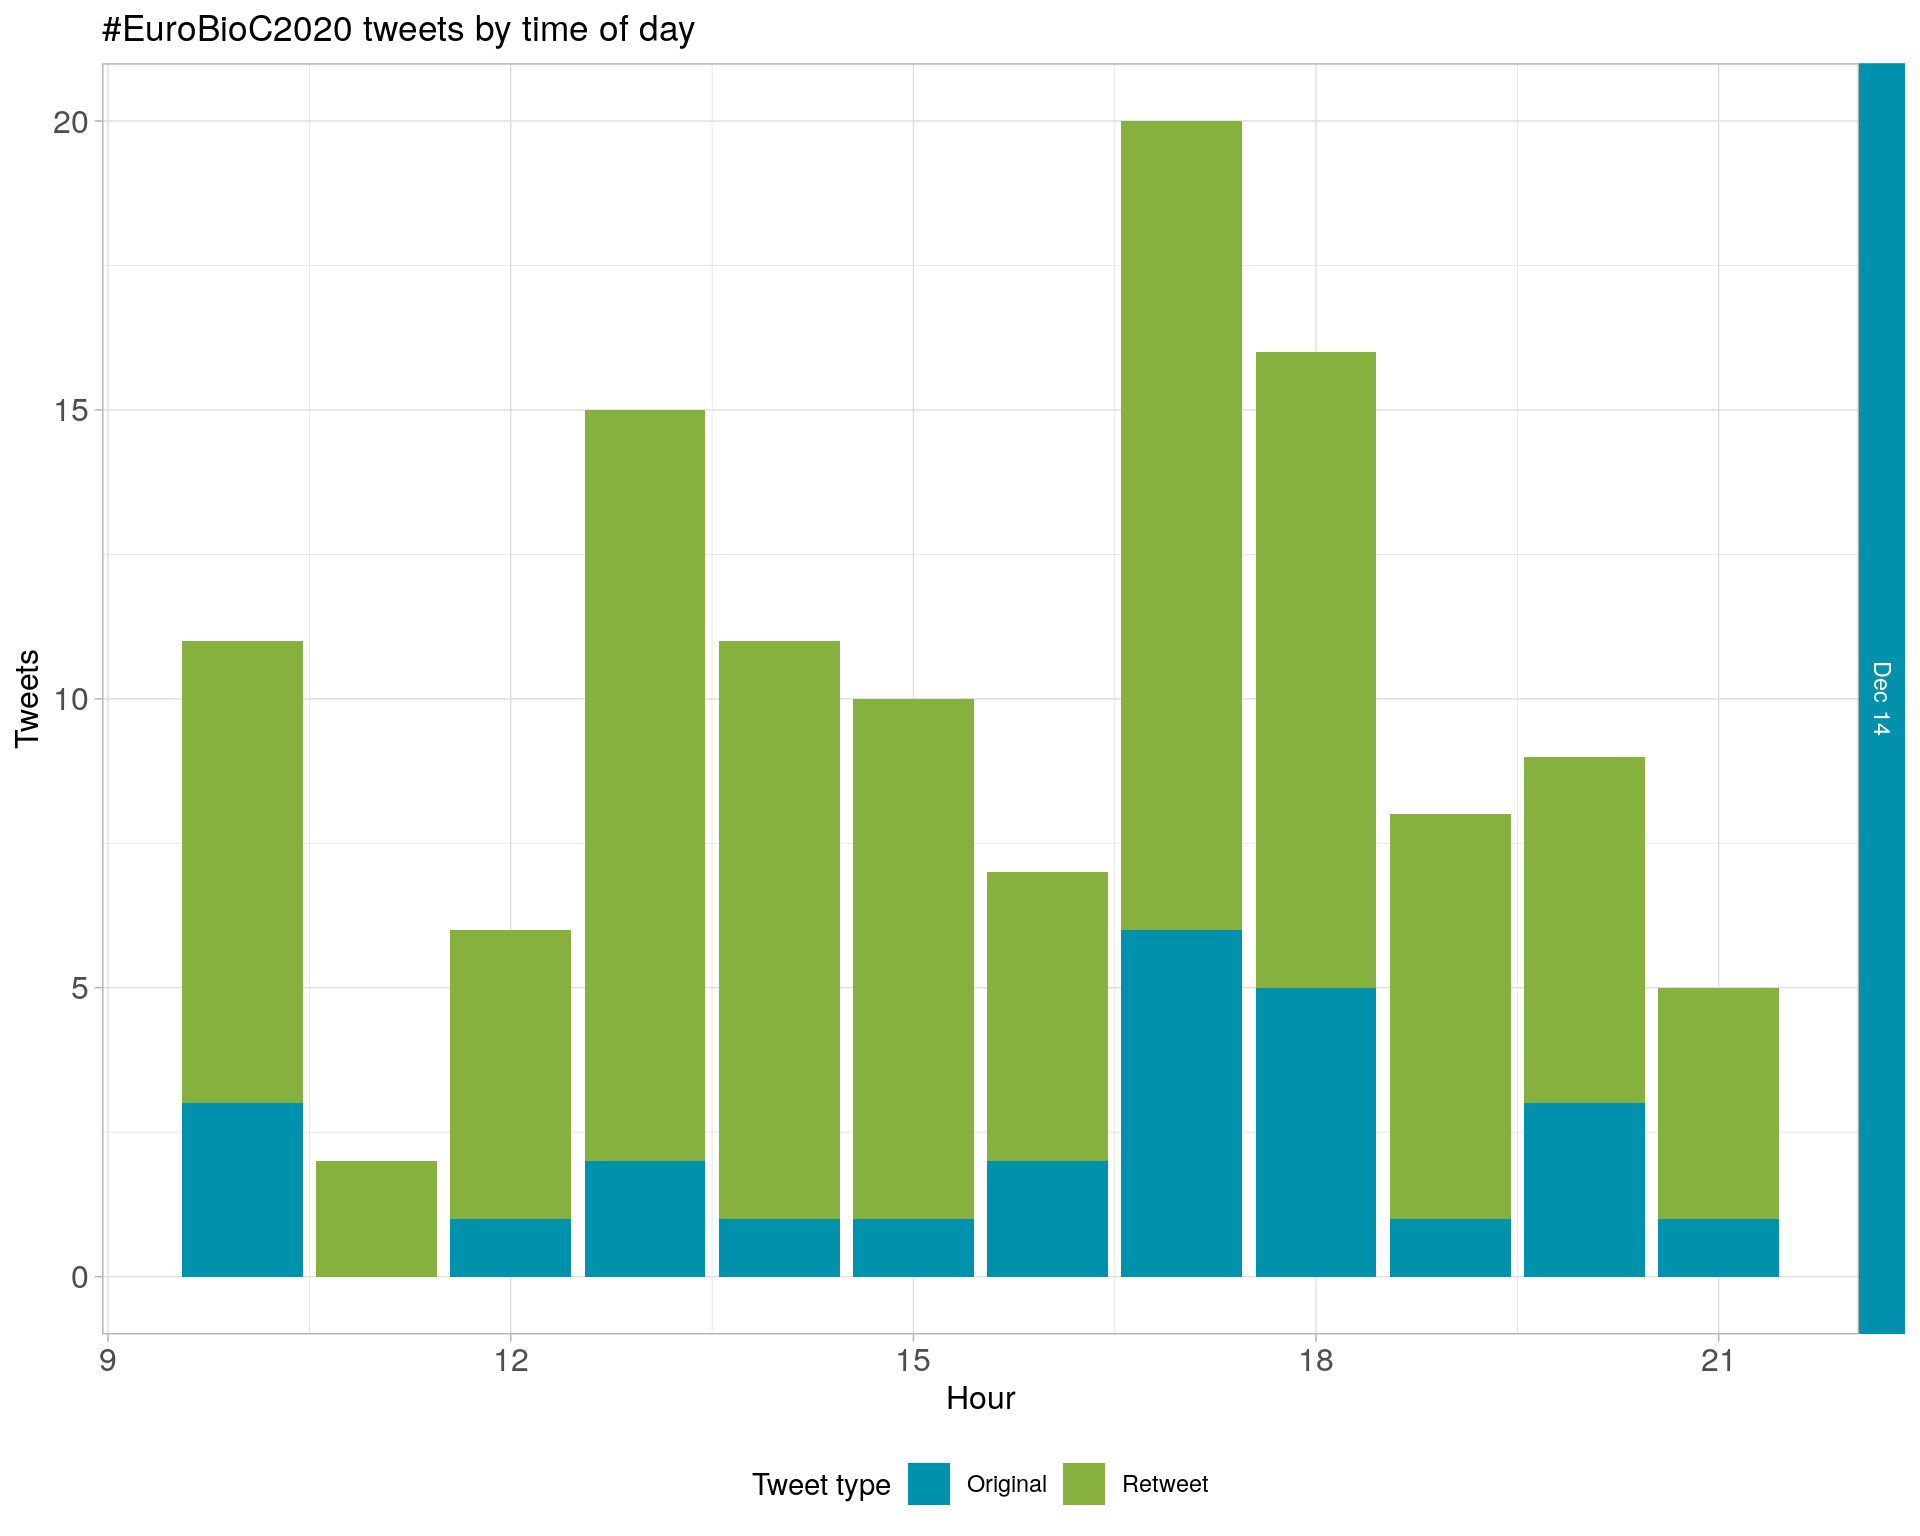 #EuroBioC2020 tweets by time of day
Tweets
20
15
10
5
0
Dec 14
9 12 15 18 21
Hour
Tweet type Original Retweet